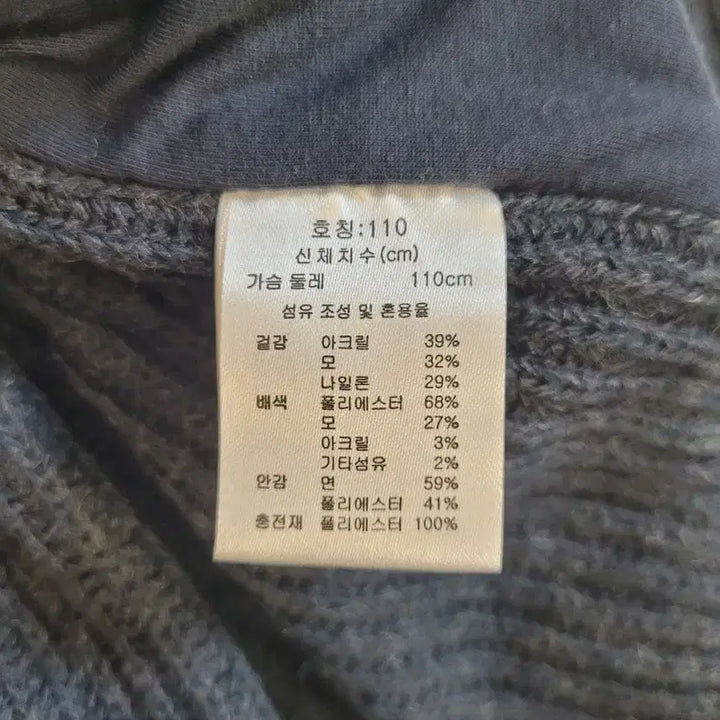 호칭:110
신체치수(cm)
가슴 둘레 110cm
섬유 조성 및 혼용율
겉감 아크릴 39%
모 32%
나일론 29%
배색 폴리에스터 68%
모 27%
아크릴 3%
기타섬유 2%
안감 면 59%
폴리에스터 41%
충전재 폴리에스터 100%